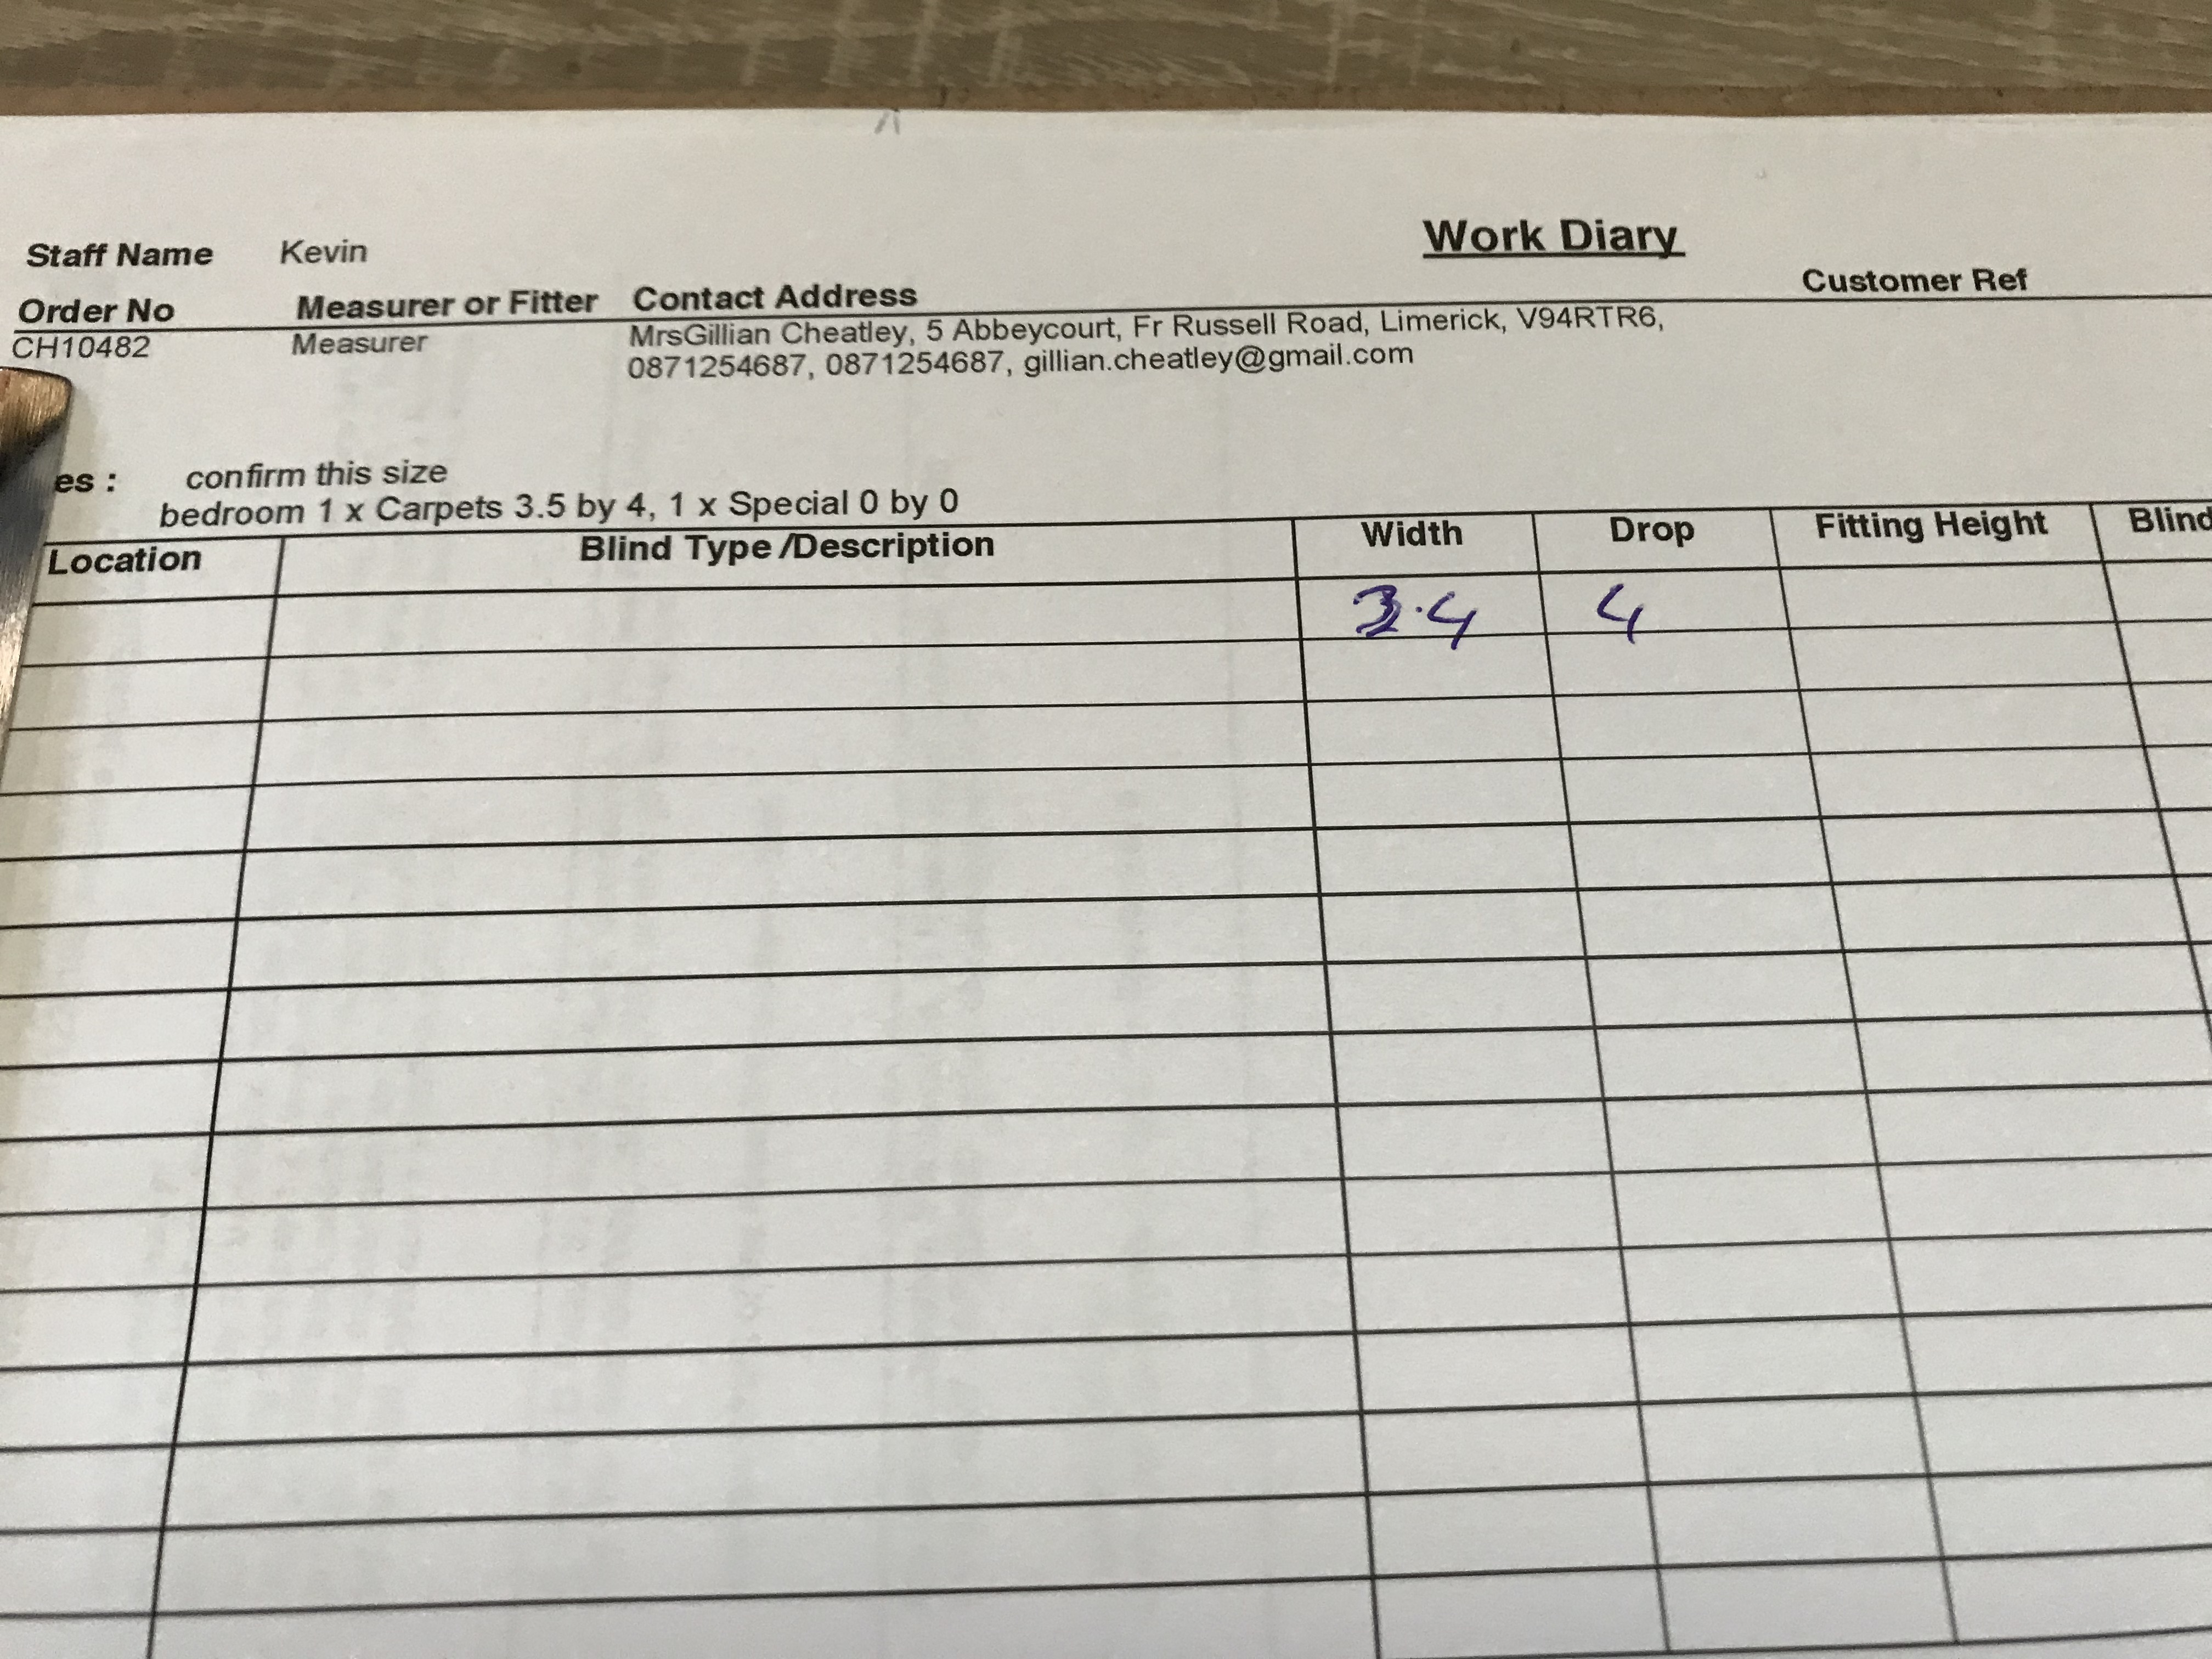 Work Diary
Staff Name Kevin
Order No Measurer or Fitter Contact Address Customer Ref
CH10482 Measurer MrsGillian Cheatley, 5 Abbeycourt, Fr Russell Road, Limerick, V94RTR6,
0871254687, 0871254687, gillian.cheatley@gmail.com
es : confirm this size
bedroom 1 x Carpets 3.5 by 4, 1 x Special 0 by 0
Location Blind Type /Description Width Drop Fitting Height Blind
3.4 4